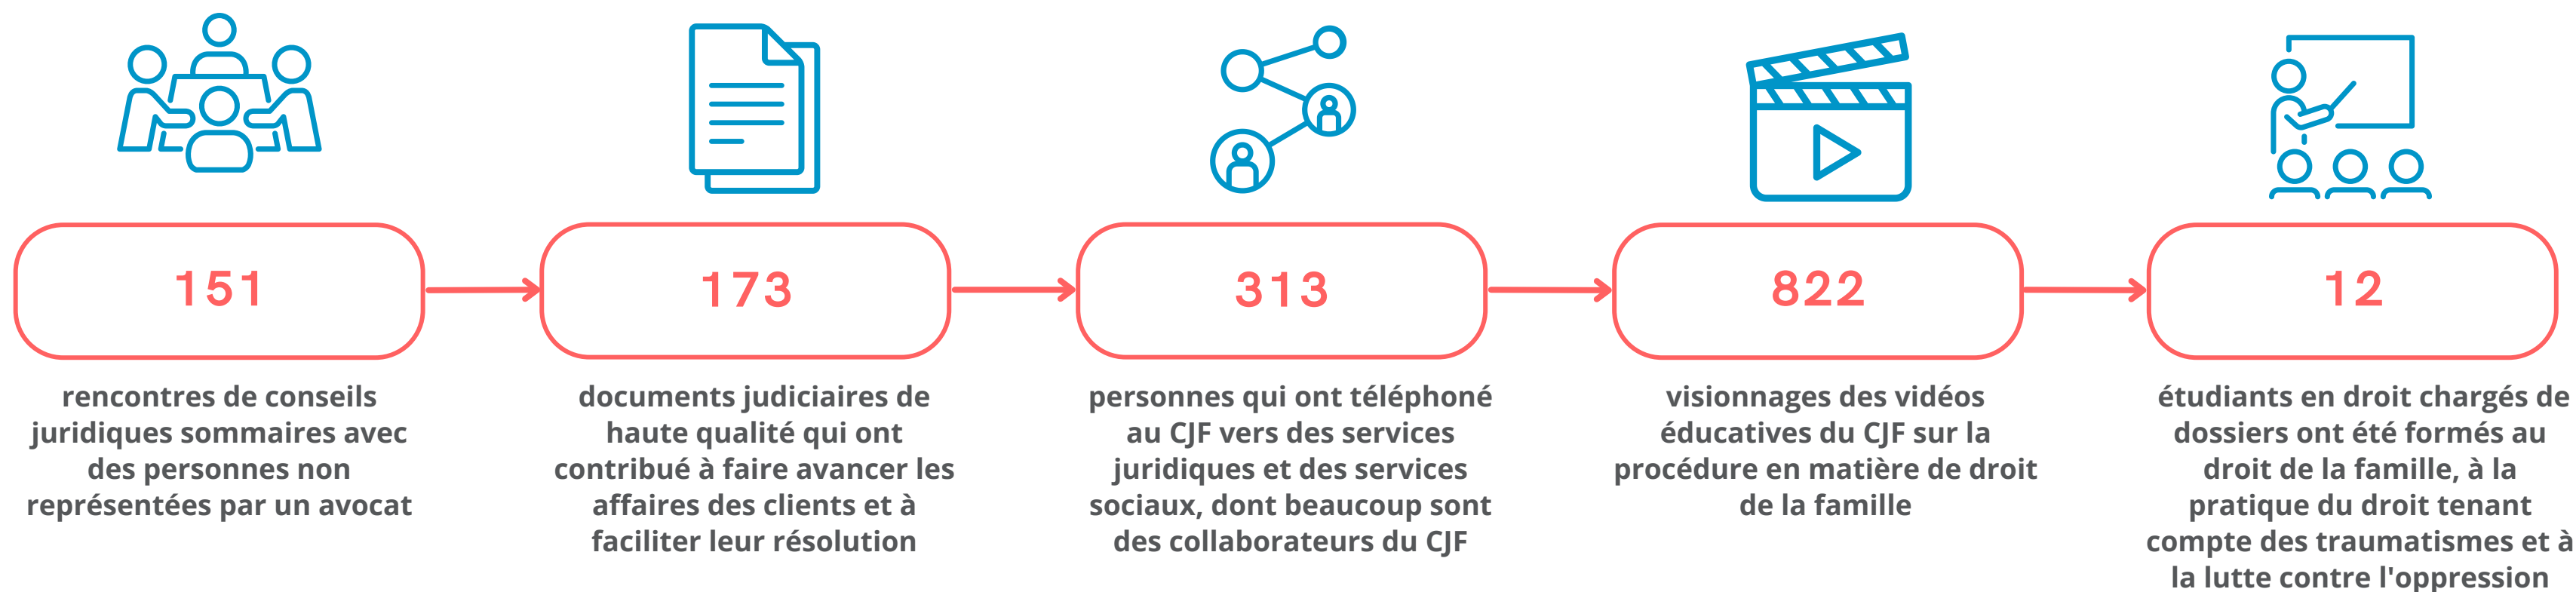 151
rencontres de conseils
juridiques sommaires avec
des personnes non
représentées par un avocat
173
documents judiciaires de
haute qualité qui ont
contribué à faire avancer les
affaires des clients et à
faciliter leur résolution
313
personnes qui ont téléphoné
au CJF vers des services
juridiques et des services
sociaux, dont beaucoup sont
des collaborateurs du CJF
822
visionnages des vidéos
éducatives du CJF sur la
procédure en matière de droit
de la famille
12
étudiants en droit chargés de
dossiers ont été formés au
droit de la famille, à la
pratique du droit tenant
compte des traumatismes et à
la lutte contre l'oppression